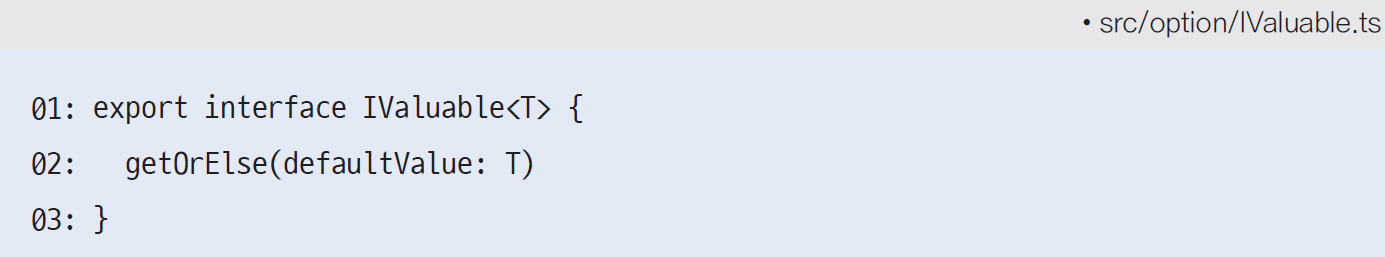 • src/option/IValuable.ts
01: export interface IValuable<T> {
02:   getOrElse(defaultValue: T)
03: }